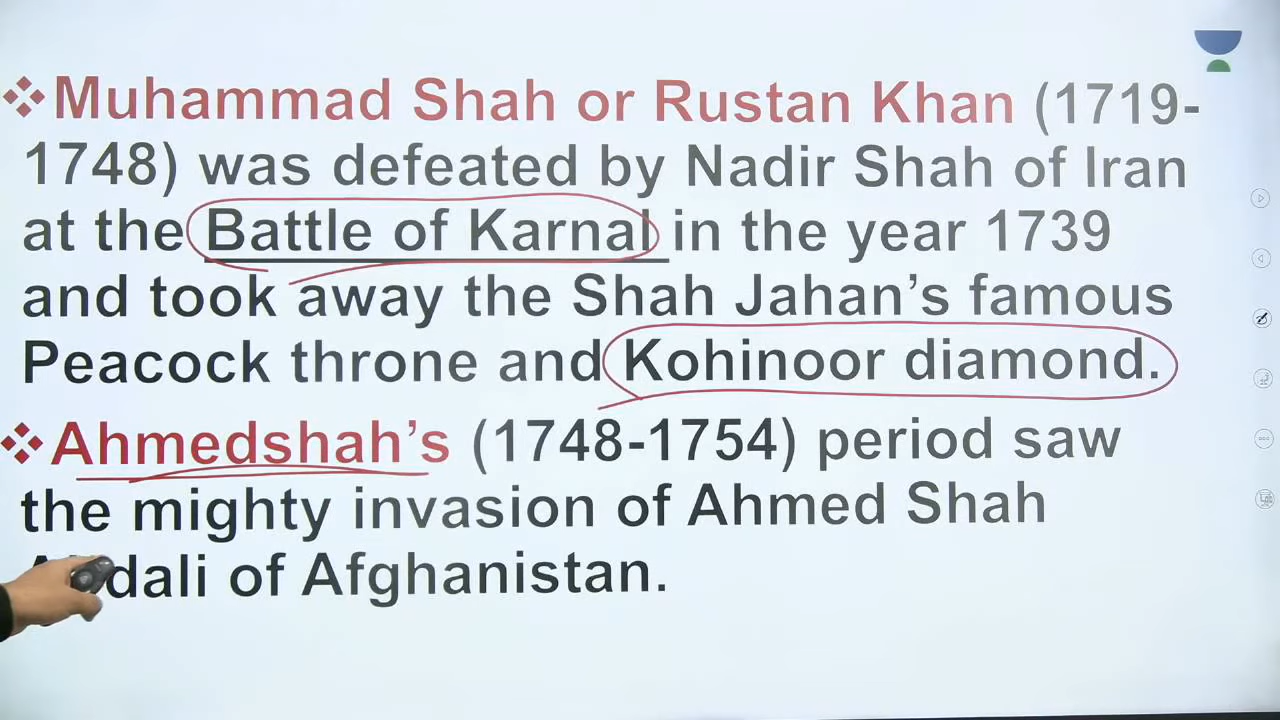 ❖Muhammad Shah or Rustan Khan (1719-
1748) was defeated by Nadir Shah of Iran
at the Battle of Karnal in the year 1739
and took away the Shah Jahan’s famous
Peacock throne and Kohinoor diamond.
❖Ahmedshah’s (1748-1754) period saw
the mighty invasion of Ahmed Shah
of Afghanistan.